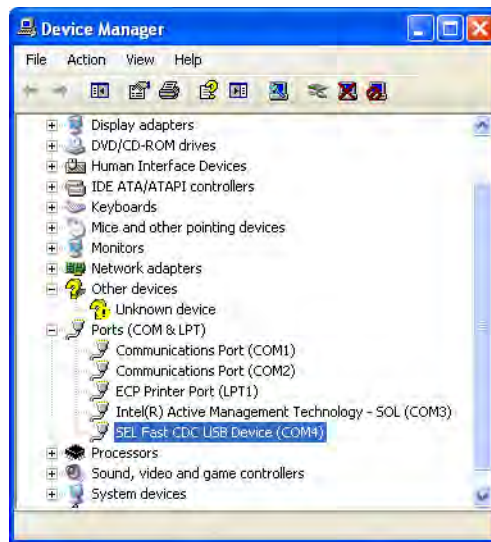 Device Manager
File Action View Help
Display adapters
DVD/CD-ROM drives
Human Interface Devices
IDE ATA/ATAPI controllers
Keyboards
Mice and other pointing devices
Monitors
Network adapters
Other devices
Unknown device
Ports (COM & LPT)
Communications Port (COM1)
Communications Port (COM2)
ECP Printer Port (LPT1)
Intel(R) Active Management Technology - SOL (COM3)
SEL Fast CDC USB Device (COM4)
Processors
Sound, video and game controllers
System devices